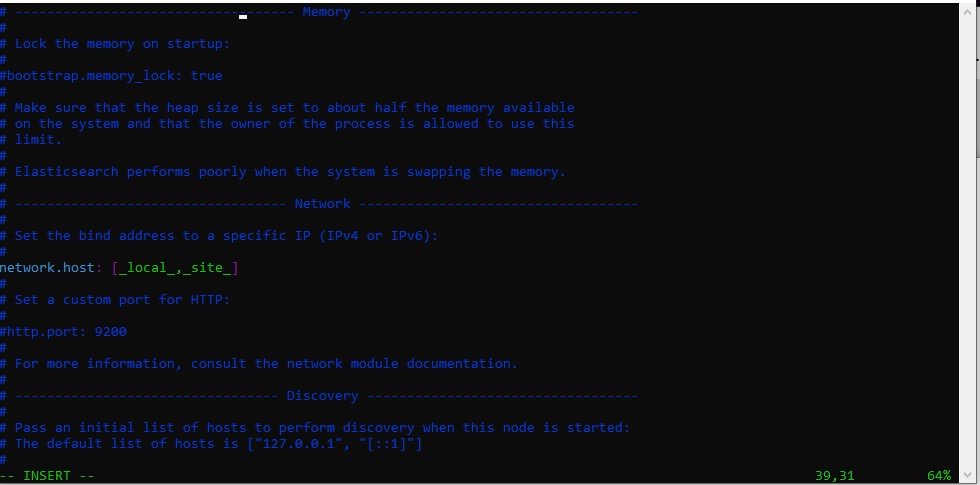 # ----------------------------------- Memory -----------------------------------
#
# Lock the memory on startup:
#
#bootstrap.memory_lock: true
#
# Make sure that the heap size is set to about half the memory available
# on the system and that the owner of the process is allowed to use this
# limit.
#
# Elasticsearch performs poorly when the system is swapping the memory.
#
# ---------------------------------- Network -----------------------------------
#
# Set the bind address to a specific IP (IPv4 or IPv6):
#
network.host: [_local_,_site_]
#
# Set a custom port for HTTP:
#
#http.port: 9200
#
# For more information, consult the network module documentation.
#
# --------------------------------- Discovery ----------------------------------
#
# Pass an initial list of hosts to perform discovery when this node is started:
# The default list of hosts is ["127.0.0.1", "[::1]"]
#
-- INSERT -- 39,31 64%